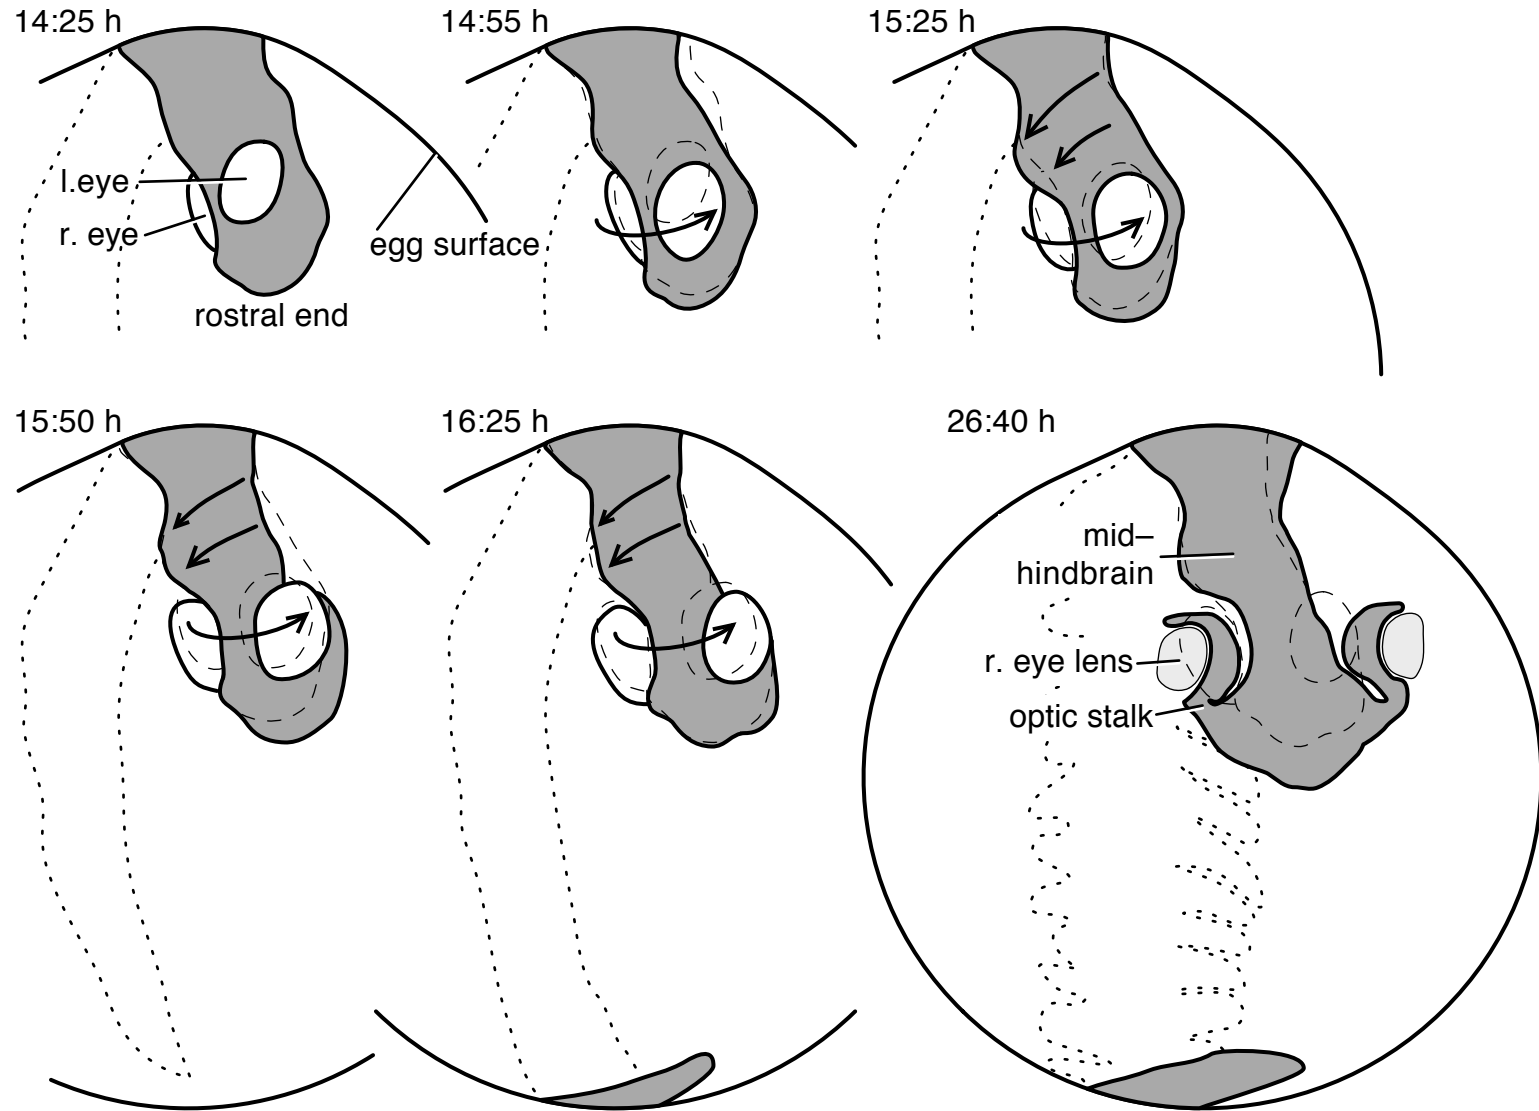 14:25 h
14:55 h
15:25 h
l.eye
r. eye
egg surface
rostral end
15:50 h
16:25 h
26:40 h
mid–
hindbrain
r. eye lens
optic stalk